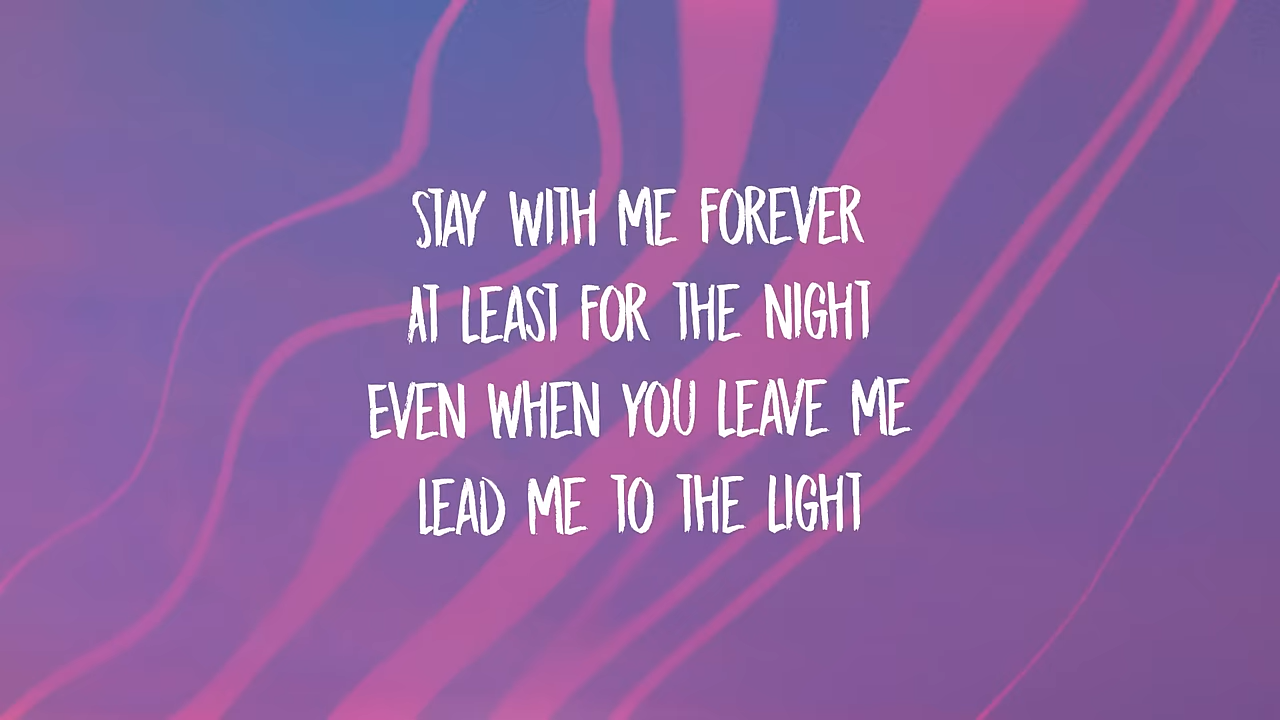 STAY WITH ME FOREVER
AT LEAST FOR THE NIGHT
EVEN WHEN YOU LEAVE ME
LEAD ME TO THE LIGHT